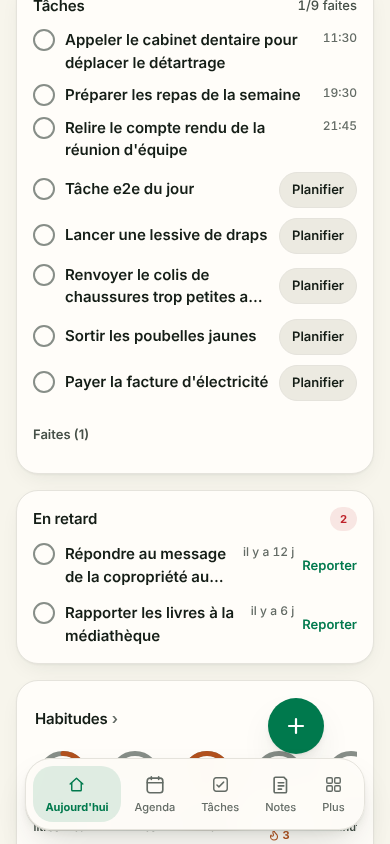 Tâches 1/9 faites
Appeler le cabinet dentaire pour 11:30
déplacer le détartrage
Préparer les repas de la semaine 19:30
Relire le compte rendu de la 21:45
réunion d'équipe
Tâche e2e du jour Planifier
Lancer une lessive de draps Planifier
Renvoyer le colis de
chaussures trop petites a... Planifier
Sortir les poubelles jaunes Planifier
Payer la facture d'électricité Planifier
Faites (1)
En retard 2
Répondre au message il y a 12 j
de la copropriété au... Reporter
Rapporter les livres à la il y a 6 j
médiathèque Reporter
Habitudes ›
Aujourd'hui Agenda Tâches Notes Plus
3